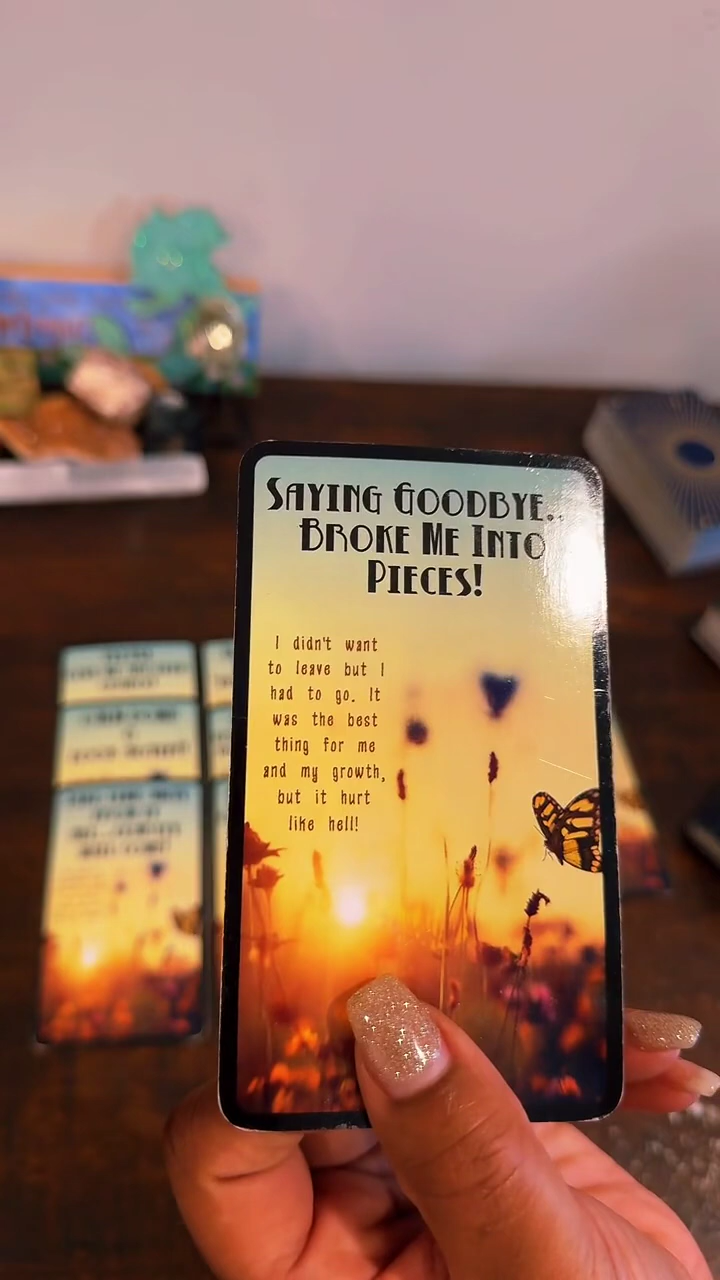 SAYING GOODBYE..
BROKE ME INTO
PIECES!
I didn't want
to leave but I
had to go. It
was the best
thing for me
and my growth,
but it hurt
like hell!